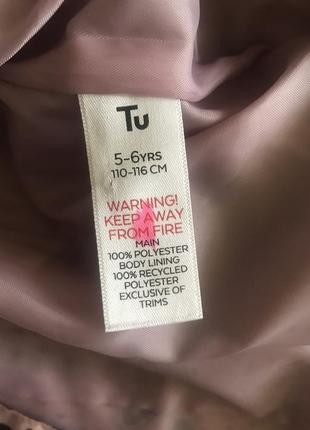 Tu
5-6YRS
110-116 CM
WARNING!
KEEP AWAY
FROM FIRE
MAIN
100% POLYESTER
BODY LINING
100% RECYCLED
POLYESTER
EXCLUSIVE OF
TRIMS